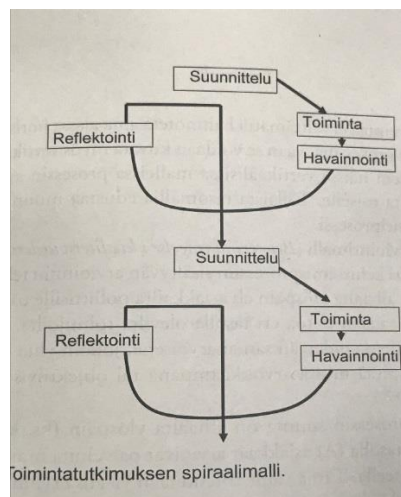 Suunnittelu
Toiminta
Reflektointi
Havainnointi
Suunnittelu
Toiminta
Reflektointi
Havainnointi
Toimintatutkimuksen spiraalimalli.